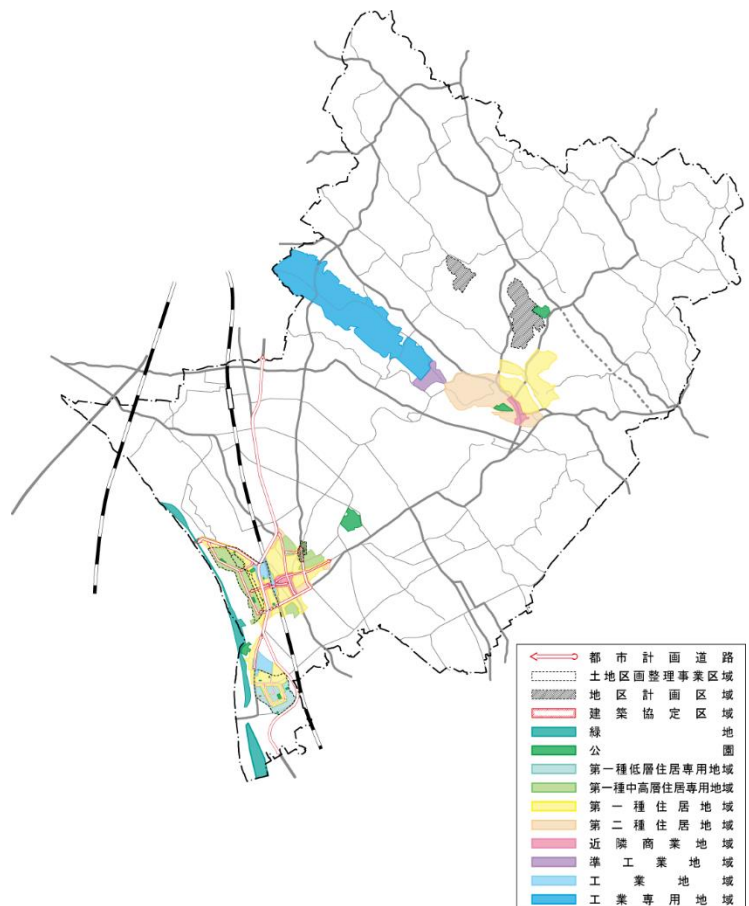 都市計画道路
土地区画整理事業区域
地区計画区域
建築協定区域
緑地
公園
第一種低層住居専用地域
第一種中高層住居専用地域
第一種住居地域
第二種住居地域
近隣商業地域
準工業地域
工業地域
工業専用地域